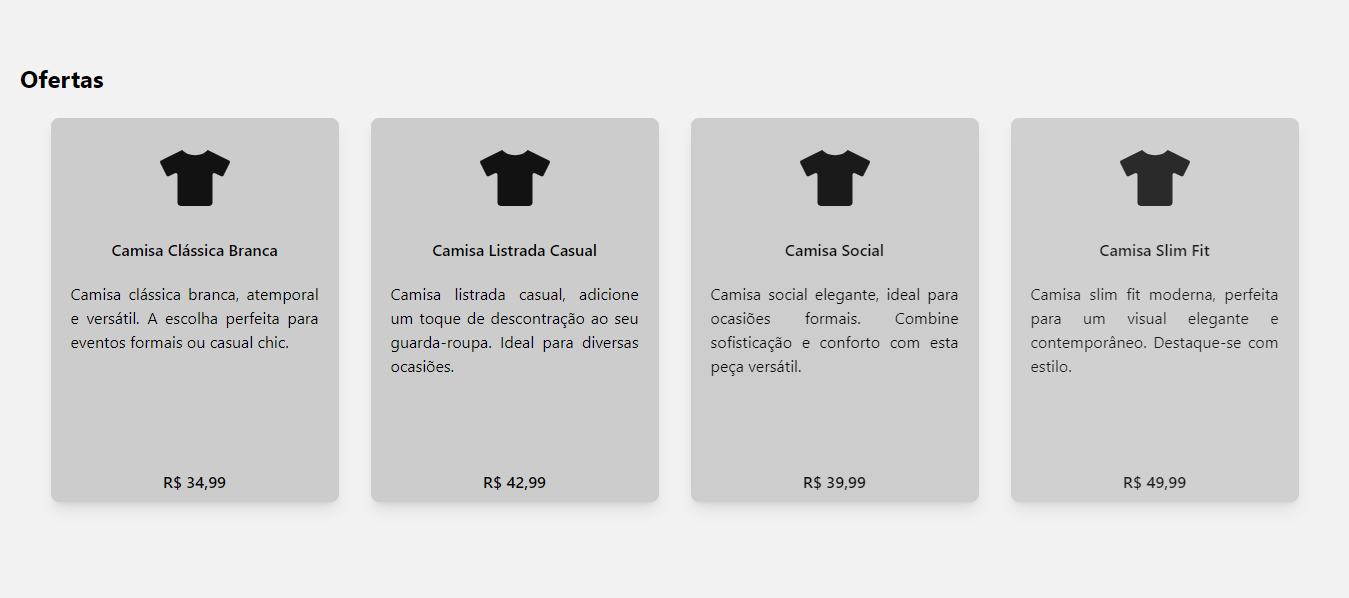 Ofertas
Camisa Clássica Branca
Camisa clássica branca, atemporal
e versátil. A escolha perfeita para
eventos formais ou casual chic.
R$ 34,99
Camisa Listrada Casual
Camisa listrada casual, adicione
um toque de descontração ao seu
guarda-roupa. Ideal para diversas
ocasiões.
R$ 42,99
Camisa Social
Camisa social elegante, ideal para
ocasiões formais. Combine
sofisticação e conforto com esta
peça versátil.
R$ 39,99
Camisa Slim Fit
Camisa slim fit moderna, perfeita
para um visual elegante e
contemporâneo. Destaque-se com
estilo.
R$ 49,99